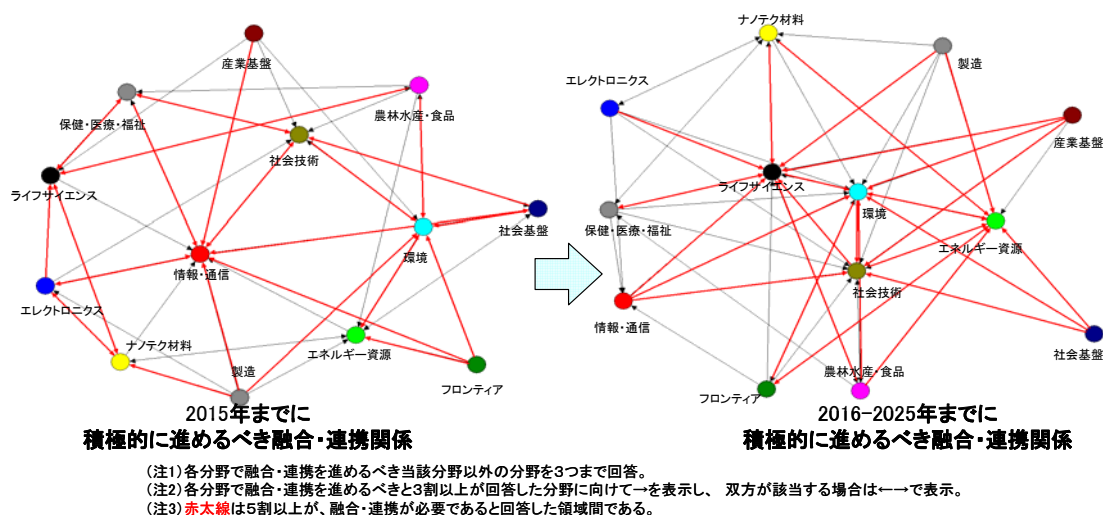 産業基盤
保健・医療・福祉
農林水産・食品
社会技術
ライフサイエンス
社会基盤
環境
情報・通信
エレクトロニクス
ナノテク材料
エネルギー資源
製造
フロンティア
2015年までに
積極的に進めるべき融合・連携関係
ナノテク材料
製造
エレクトロニクス
産業基盤
ライフサイエンス
環境
保健・医療・福祉
エネルギー資源
社会技術
情報・通信
社会基盤
フロンティア
農林水産・食品
2016-2025年までに
積極的に進めるべき融合・連携関係
(注1)各分野で融合・連携を進めるべき当該分野以外の分野を3つまで回答。
(注2)各分野で融合・連携を進めるべきと3割以上が回答した分野に向けて→を表示し、 双方が該当する場合は←→で表示。
(注3)赤太線は5割以上が、融合・連携が必要であると回答した領域間である。